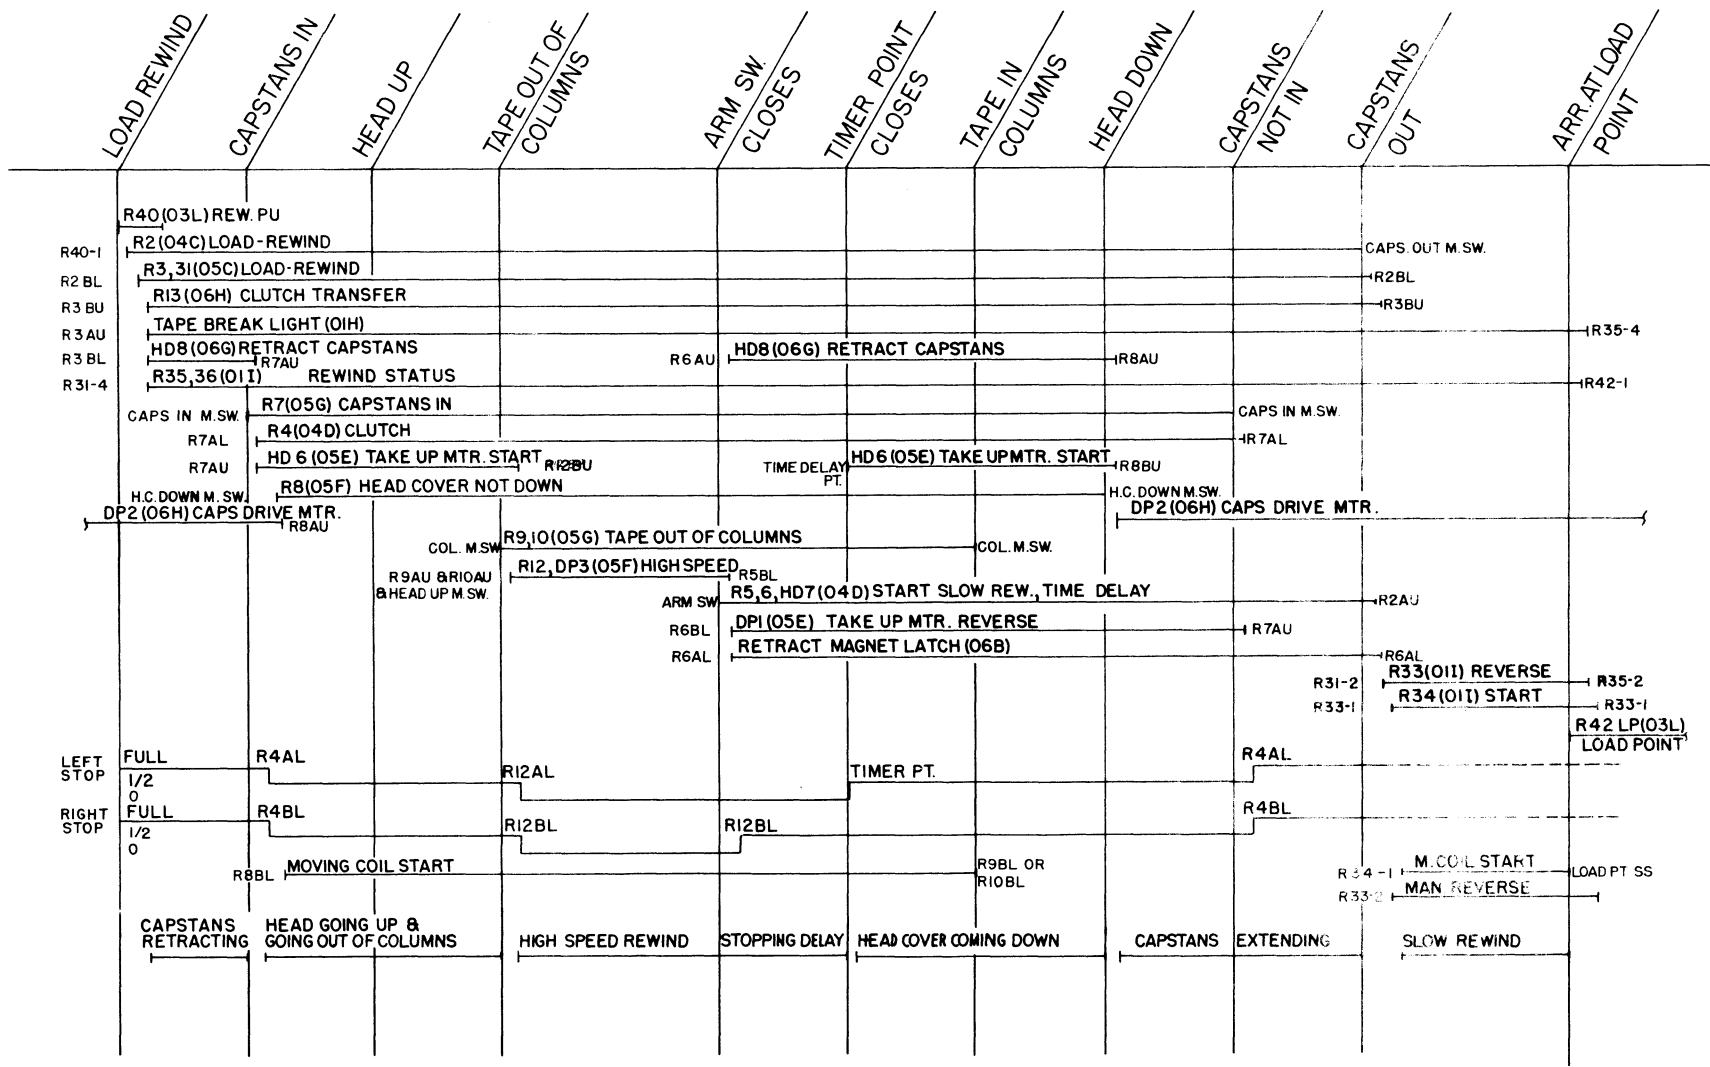 LOAD REWIND
CAPSTANS IN
HEAD UP
TAPE OUT OF
COLUMNS
ARM SW.
CLOSES
TIMER POINT
CLOSES
TAPE IN
COLUMNS
HEAD DOWN
CAPSTANS
NOT IN
CAPSTANS
OUT
ARR. AT LOAD
POINT
R40(03L) REW. PU
R40-1 R2(04C) LOAD-REWIND CAPS. OUT M. SW.
R2BL R3,31(05C) LOAD-REWIND R2BL
R3BU R13(06H) CLUTCH TRANSFER R3BU
R3AU TAPE BREAK LIGHT (01H) R35-4
R3BL HD8(06G) RETRACT CAPSTANS R7AU R6AU HD8(06G) RETRACT CAPSTANS R8AU
R31-4 R35,36(01I) REWIND STATUS R42-1
CAPS IN M. SW. R7(05G) CAPSTANS IN CAPS IN M. SW.
R7AL R4(04D) CLUTCH R7AL
R7AU HD6(05E) TAKE UP MTR. START TIME DELAY PT. HD6(05E) TAKE UP MTR. START R8BU
H.C. DOWN M. SW. R8(05F) HEAD COVER NOT DOWN H.C. DOWN M. SW.
DP2(06H) CAPS DRIVE MTR. R8AU DP2(06H) CAPS DRIVE MTR.
COL. M. SW. R9,10(05G) TAPE OUT OF COLUMNS COL. M. SW.
R9AU & R10AU
& HEAD UP M. SW. R12, DP3(05F) HIGH SPEED R5BL
ARM SW R5,6,HD7(04D) START SLOW REW., TIME DELAY R2AU
R6BL DP1(05E) TAKE UP MTR. REVERSE R7AU
R6AL RETRACT MAGNET LATCH (06B) R6AL
R31-2 R33(01I) REVERSE R35-2
R33-1 R34(01I) START R33-1
R42 LP(03L)
LOAD POINT
LEFT
STOP
FULL R4AL R12AL TIMER PT. R4AL
1/2
0
RIGHT
STOP
FULL R4BL R12BL R12BL R4BL
1/2
0
R8BL MOVING COIL START R9BL OR
R10BL
R34-1 M. COIL START LOAD PT SS
R33-2 MAN REVERSE
CAPSTANS
RETRACTING
HEAD GOING UP &
GOING OUT OF COLUMNS
HIGH SPEED REWIND
STOPPING DELAY
HEAD COVER COMING DOWN
CAPSTANS EXTENDING
SLOW REWIND